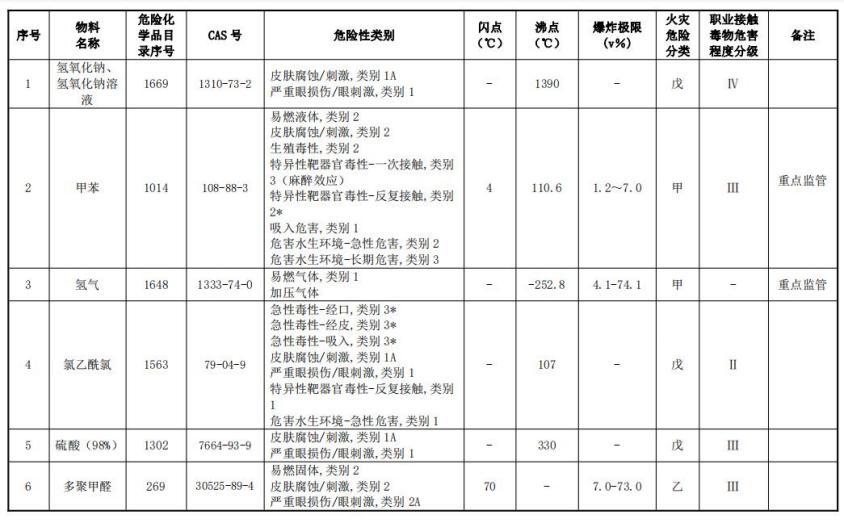 序号 物料名称 危险化学品目录序号 CAS 号 危险性类别 闪点(℃) 沸点(℃) 爆炸极限(v%) 火灾危险分类 职业接触毒物危害程度分级 备注
1 氢氧化钠、氢氧化钠溶液 1669 1310-73-2 皮肤腐蚀/刺激,类别 1A 严重眼损伤/眼刺激,类别 1 - 1390 - 戊 Ⅳ
2 甲苯 1014 108-88-3 易燃液体,类别 2 皮肤腐蚀/刺激,类别 2 生殖毒性,类别 2 特异性靶器官毒性-一次接触,类别 3（麻醉效应） 特异性靶器官毒性-反复接触,类别 2* 吸入危害,类别 1 危害水生环境-急性危害,类别 2 危害水生环境-长期危害,类别 3 4 110.6 1.2～7.0 甲 Ⅲ 重点监管
3 氢气 1648 1333-74-0 易燃气体,类别 1 加压气体 - -252.8 4.1-74.1 甲 - 重点监管
4 氯乙酰氯 1563 79-04-9 急性毒性-经口,类别 3* 急性毒性-经皮,类别 3* 急性毒性-吸入,类别 3* 皮肤腐蚀/刺激,类别 1A 严重眼损伤/眼刺激,类别 1 特异性靶器官毒性-反复接触,类别 1 危害水生环境-急性危害,类别 1 - 107 - 戊 Ⅱ
5 硫酸（98%） 1302 7664-93-9 皮肤腐蚀/刺激,类别 1A 严重眼损伤/眼刺激,类别 1 - 330 - 戊 Ⅲ
6 多聚甲醛 269 30525-89-4 易燃固体,类别 2 皮肤腐蚀/刺激,类别 2 严重眼损伤/眼刺激,类别 2A 70 - 7.0-73.0 乙 Ⅲ